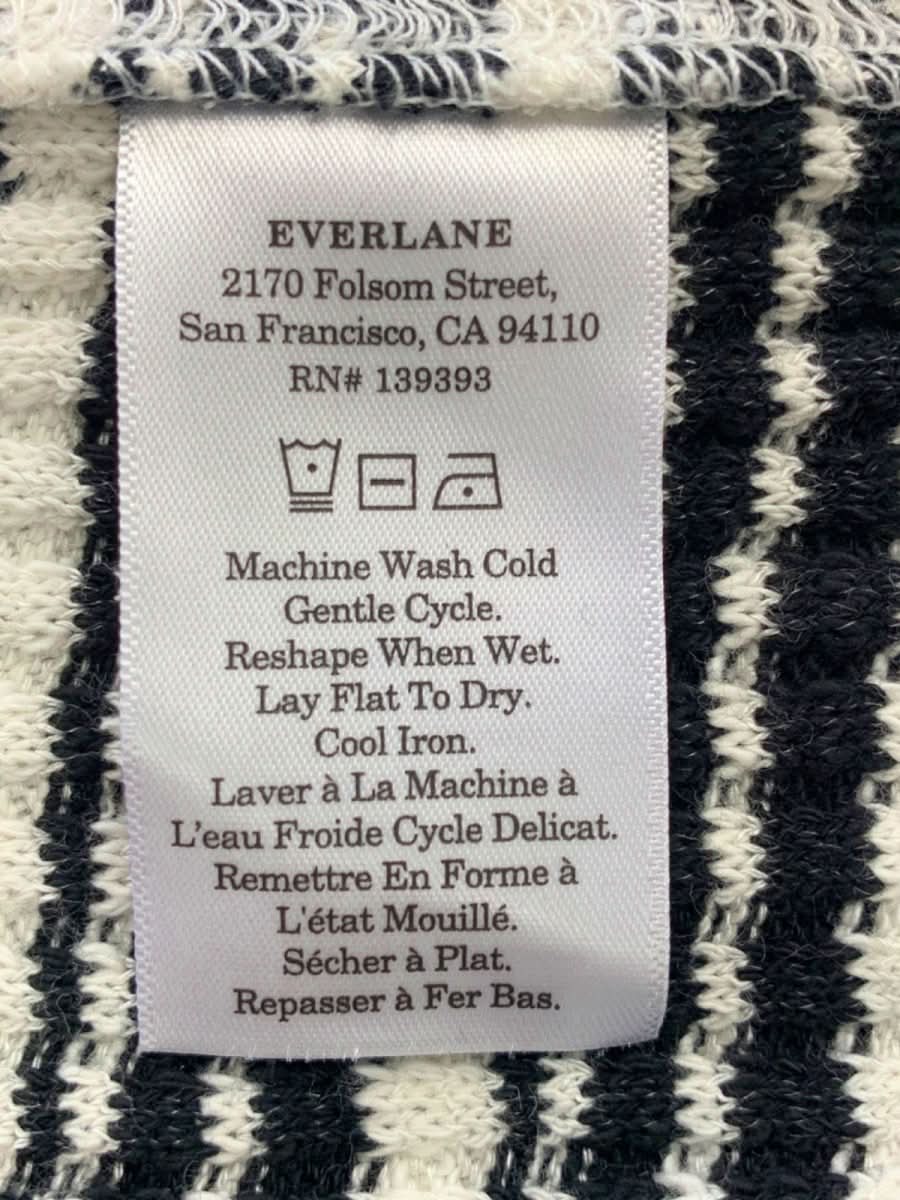 EVERLANE
2170 Folsom Street,
San Francisco, CA 94110
RN# 139393
Machine Wash Cold
Gentle Cycle.
Reshape When Wet.
Lay Flat To Dry.
Cool Iron.
Laver à La Machine à
L'eau Froide Cycle Delicat.
Remettre En Forme à
L'état Mouillé.
Sécher à Plat.
Repasser à Fer Bas.